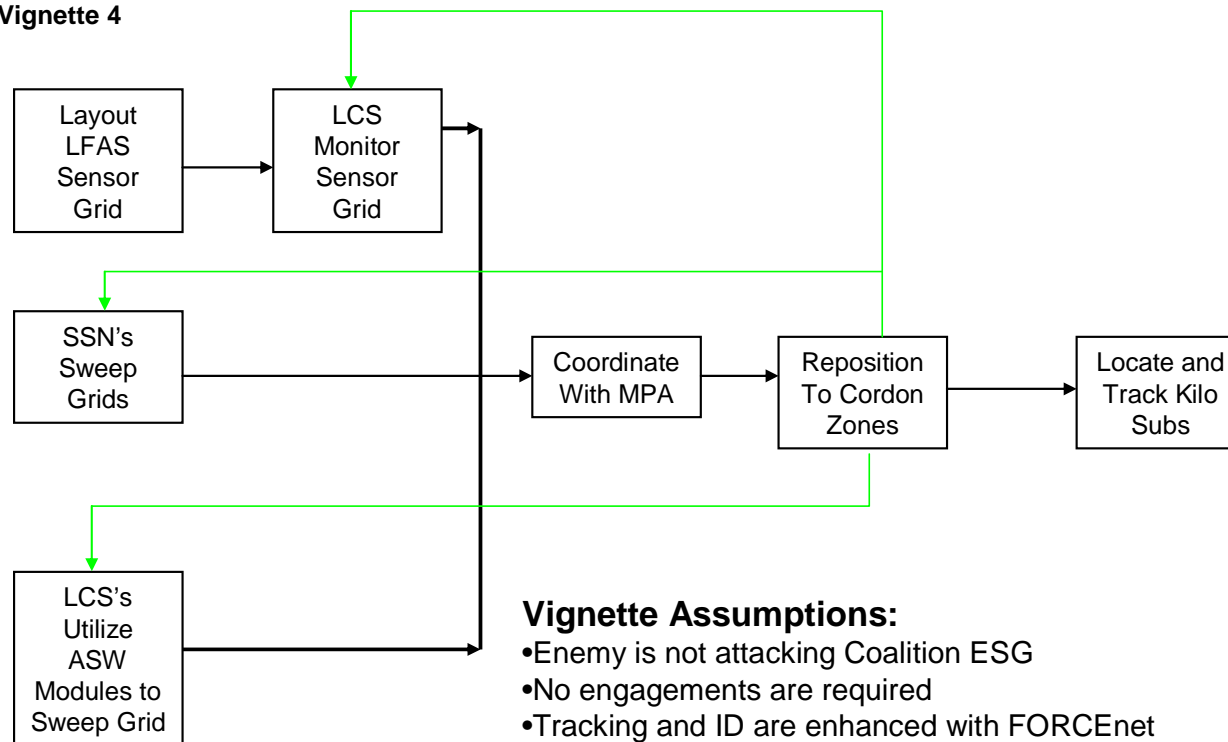 Vignette 4
Layout
LFAS
Sensor
Grid
LCS
Monitor
Sensor
Grid
SSN's
Sweep
Grids
Coordinate
With MPA
Reposition
To Cordon
Zones
Locate and
Track Kilo
Subs
LCS's
Utilize
ASW
Modules to
Sweep Grid
Vignette Assumptions:
•Enemy is not attacking Coalition ESG
•No engagements are required
•Tracking and ID are enhanced with FORCEnet